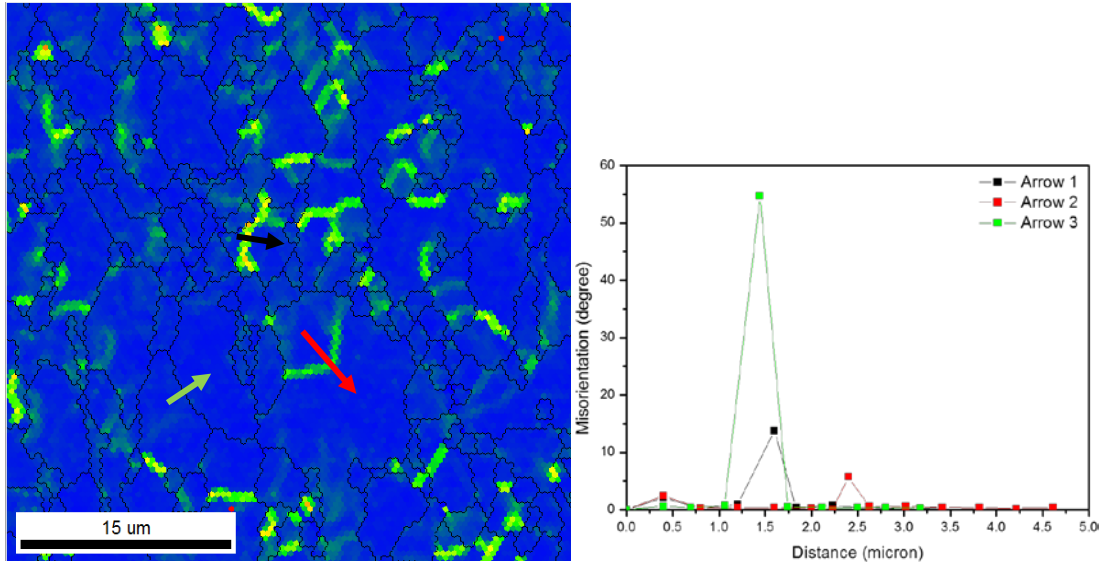 15 um
60
50
40
30
20
10
0
0.0 0.5 1.0 1.5 2.0 2.5 3.0 3.5 4.0 4.5 5.00
Misorientation (degree)
Distance (micron)
Arrow 1
Arrow 2
Arrow 3